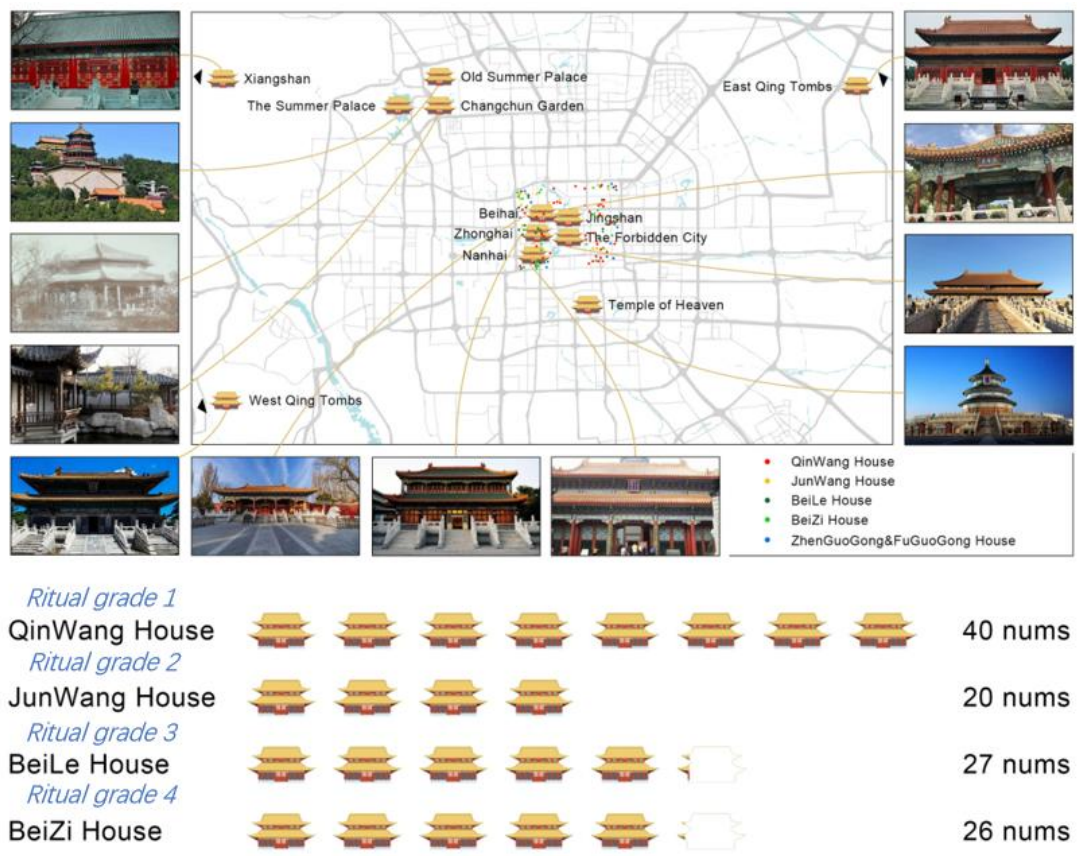 Xiangshan
Old Summer Palace
The Summer Palace
Changchun Garden
East Qing Tombs
Beihai
Jingshan
Zhonghai
The Forbidden City
Nanhai
Temple of Heaven
West Qing Tombs
QinWang House
JunWang House
BeiLe House
BeiZi House
ZhenGuoGong&FuGuoGong House
Ritual grade 1
QinWang House 40 nums
Ritual grade 2
JunWang House 20 nums
Ritual grade 3
BeiLe House 27 nums
Ritual grade 4
BeiZi House 26 nums